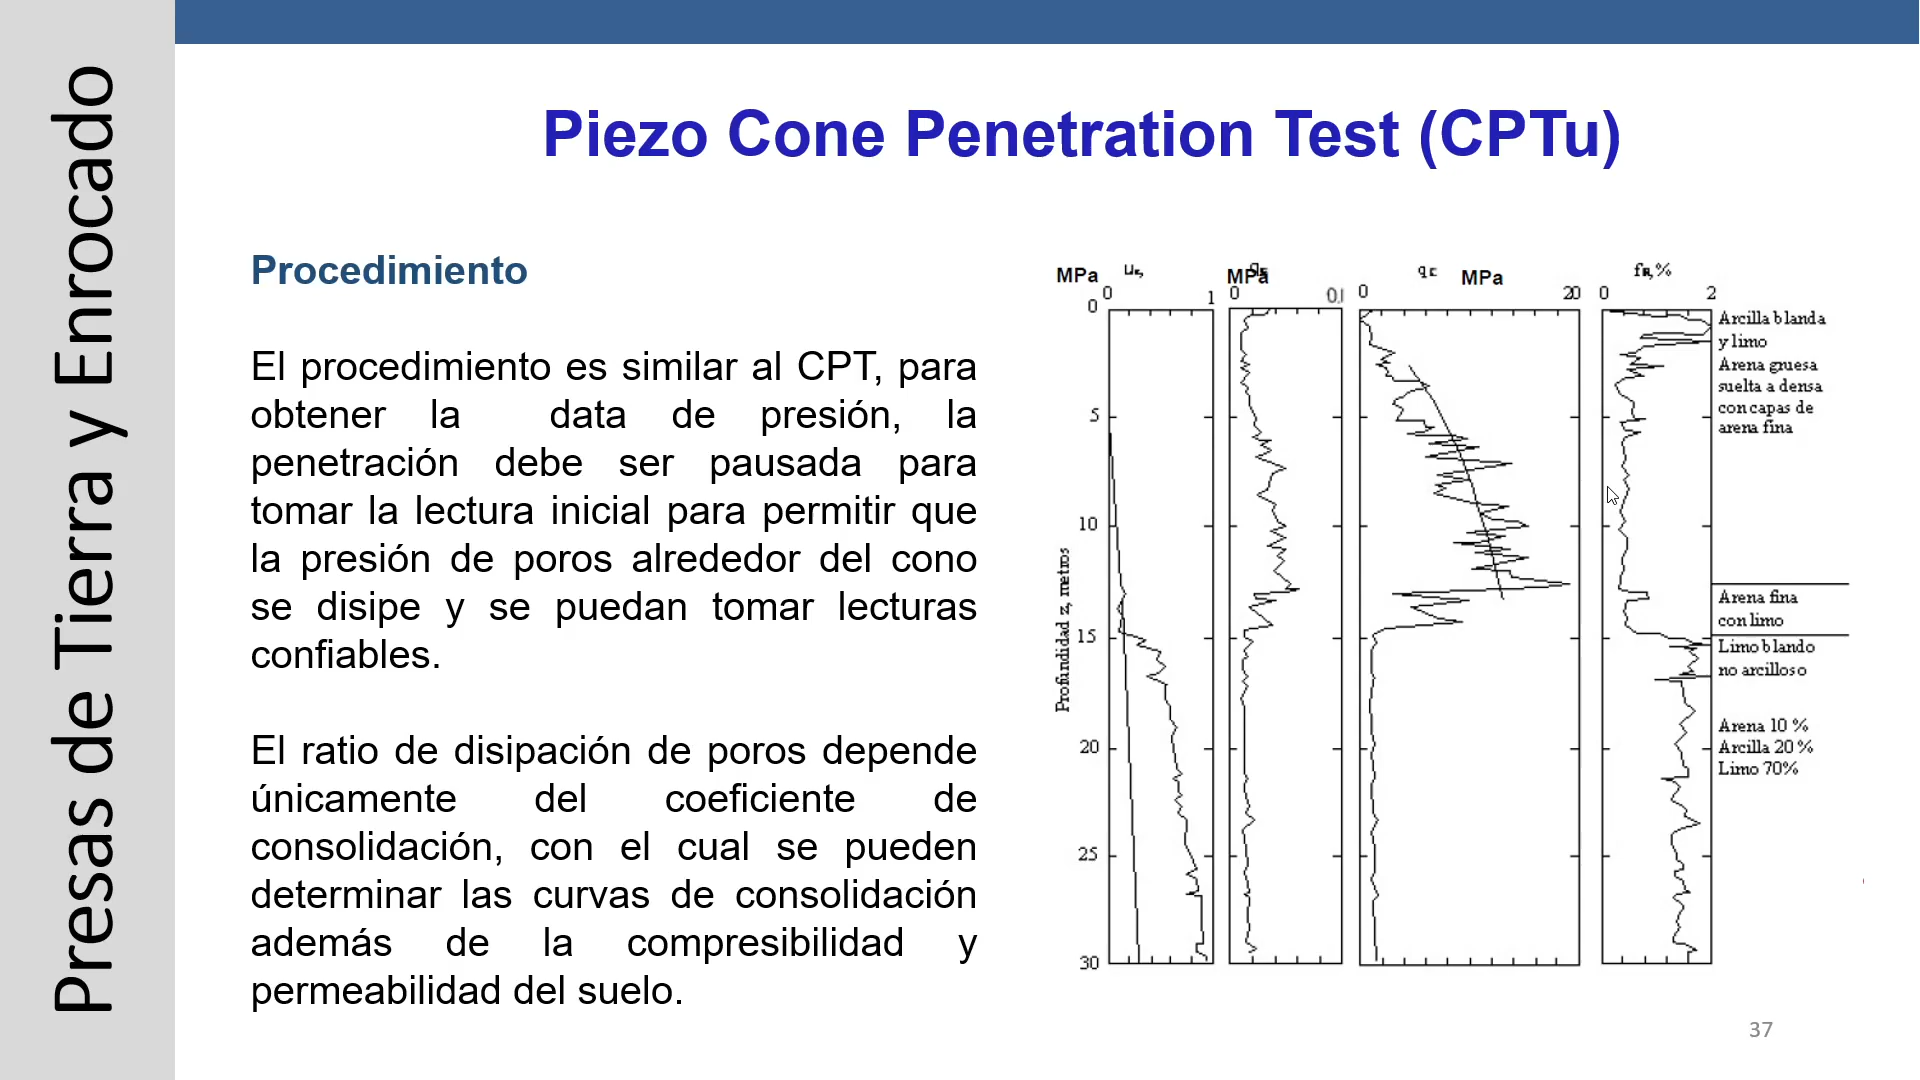 Presas de Tierra y Enrocado
Piezo Cone Penetration Test (CPTu)
Procedimiento
El procedimiento es similar al CPT, para
obtener la data de presión, la
penetración debe ser pausada para
tomar la lectura inicial para permitir que
la presión de poros alrededor del cono
se disipe y se puedan tomar lecturas
confiables.
El ratio de disipación de poros depende
únicamente del coeficiente de
consolidación, con el cual se pueden
determinar las curvas de consolidación
además de la compresibilidad y
permeabilidad del suelo.
MPa MPa MPa
0 1 0 0,1 0 20 0 2
0
5
10
15
20
25
30
Profundidad z, metros
Arcilla blanda
y limo
Arena gruesa
suelta a densa
con capas de
arena fina
Arena fina
con limo
Limo blando
no arcilloso
Arena 10 %
Arcilla 20 %
Limo 70%
37